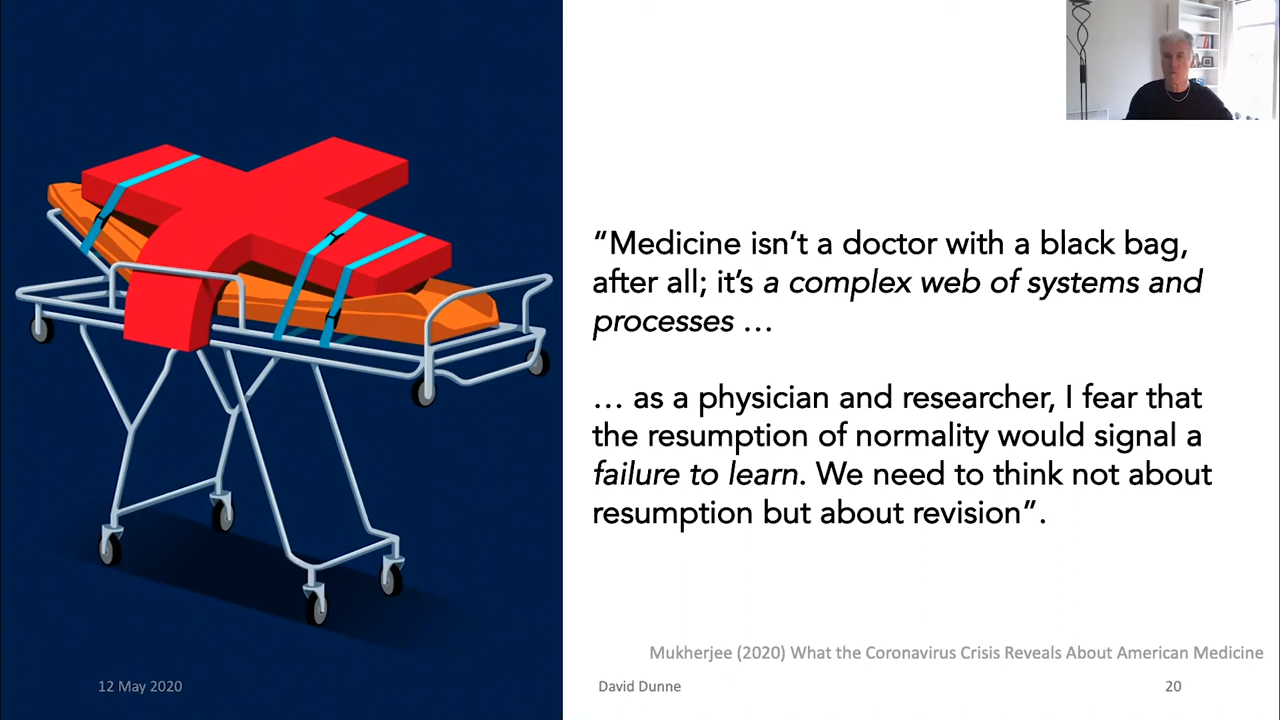 “Medicine isn’t a doctor with a black bag,
after all; it’s a complex web of systems and
processes …
… as a physician and researcher, I fear that
the resumption of normality would signal a
failure to learn. We need to think not about
resumption but about revision”.
Mukherjee (2020) What the Coronavirus Crisis Reveals About American Medicine
12 May 2020
David Dunne
20